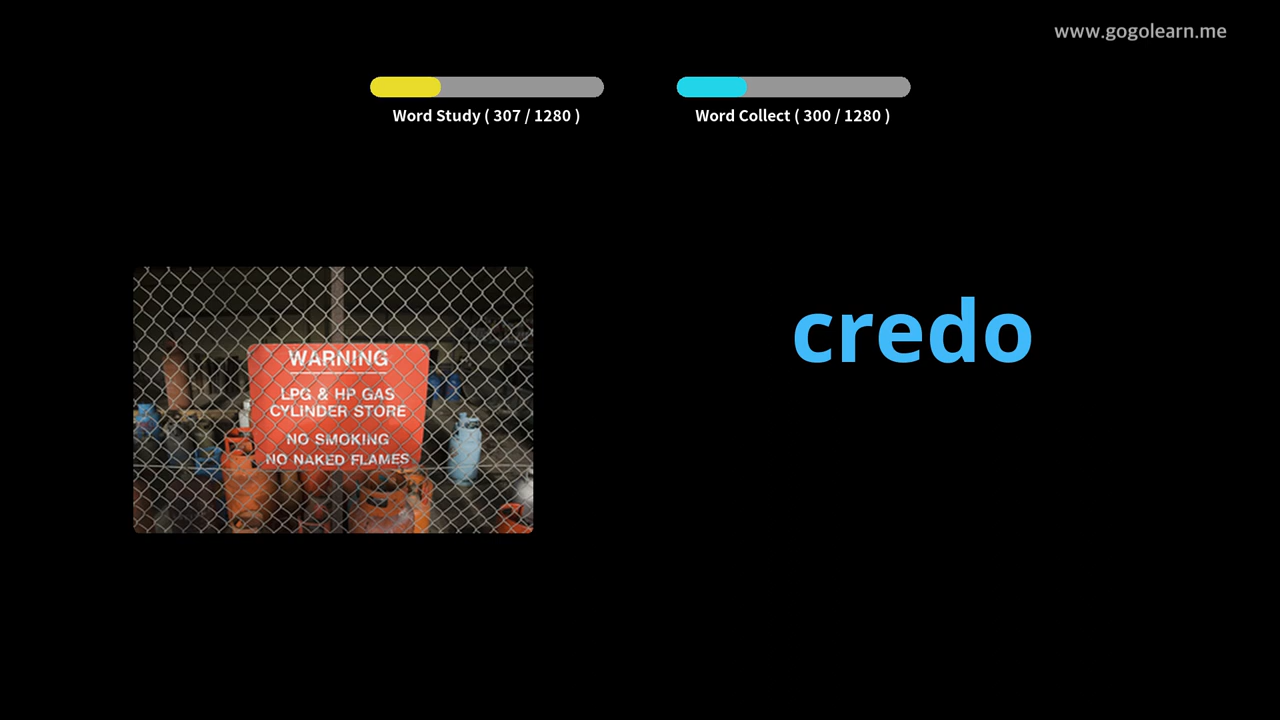 www.gogolearn.me
Word Study ( 307 / 1280 )
Word Collect ( 300 / 1280 )
WARNING
LPG & HP GAS
CYLINDER STORE
NO SMOKING
NO NAKED FLAMES
credo